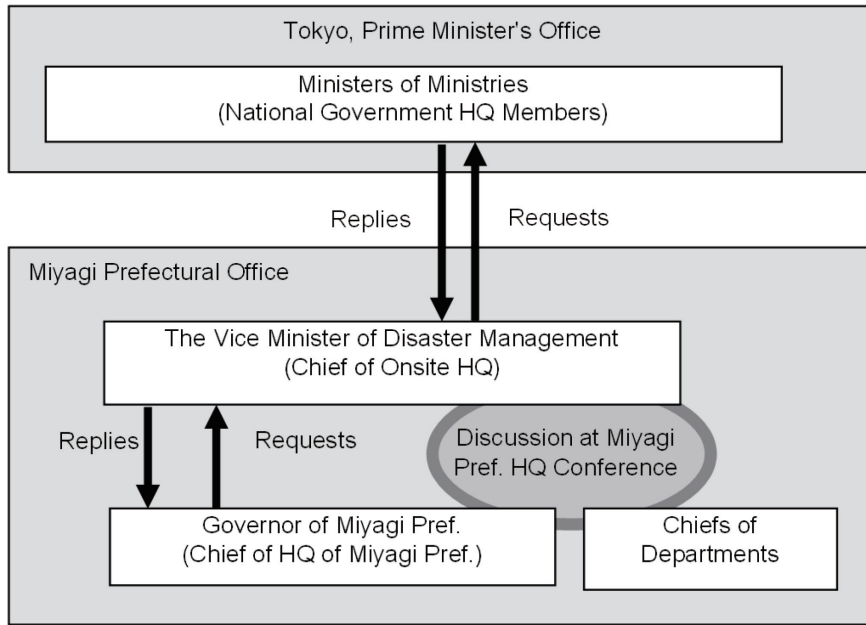 Tokyo, Prime Minister's Office
Ministers of Ministries
(National Government HQ Members)
Replies
Requests
Miyagi Prefectural Office
The Vice Minister of Disaster Management
(Chief of Onsite HQ)
Replies
Requests
Discussion at Miyagi
Pref. HQ Conference
Governor of Miyagi Pref.
(Chief of HQ of Miyagi Pref.)
Chiefs of
Departments